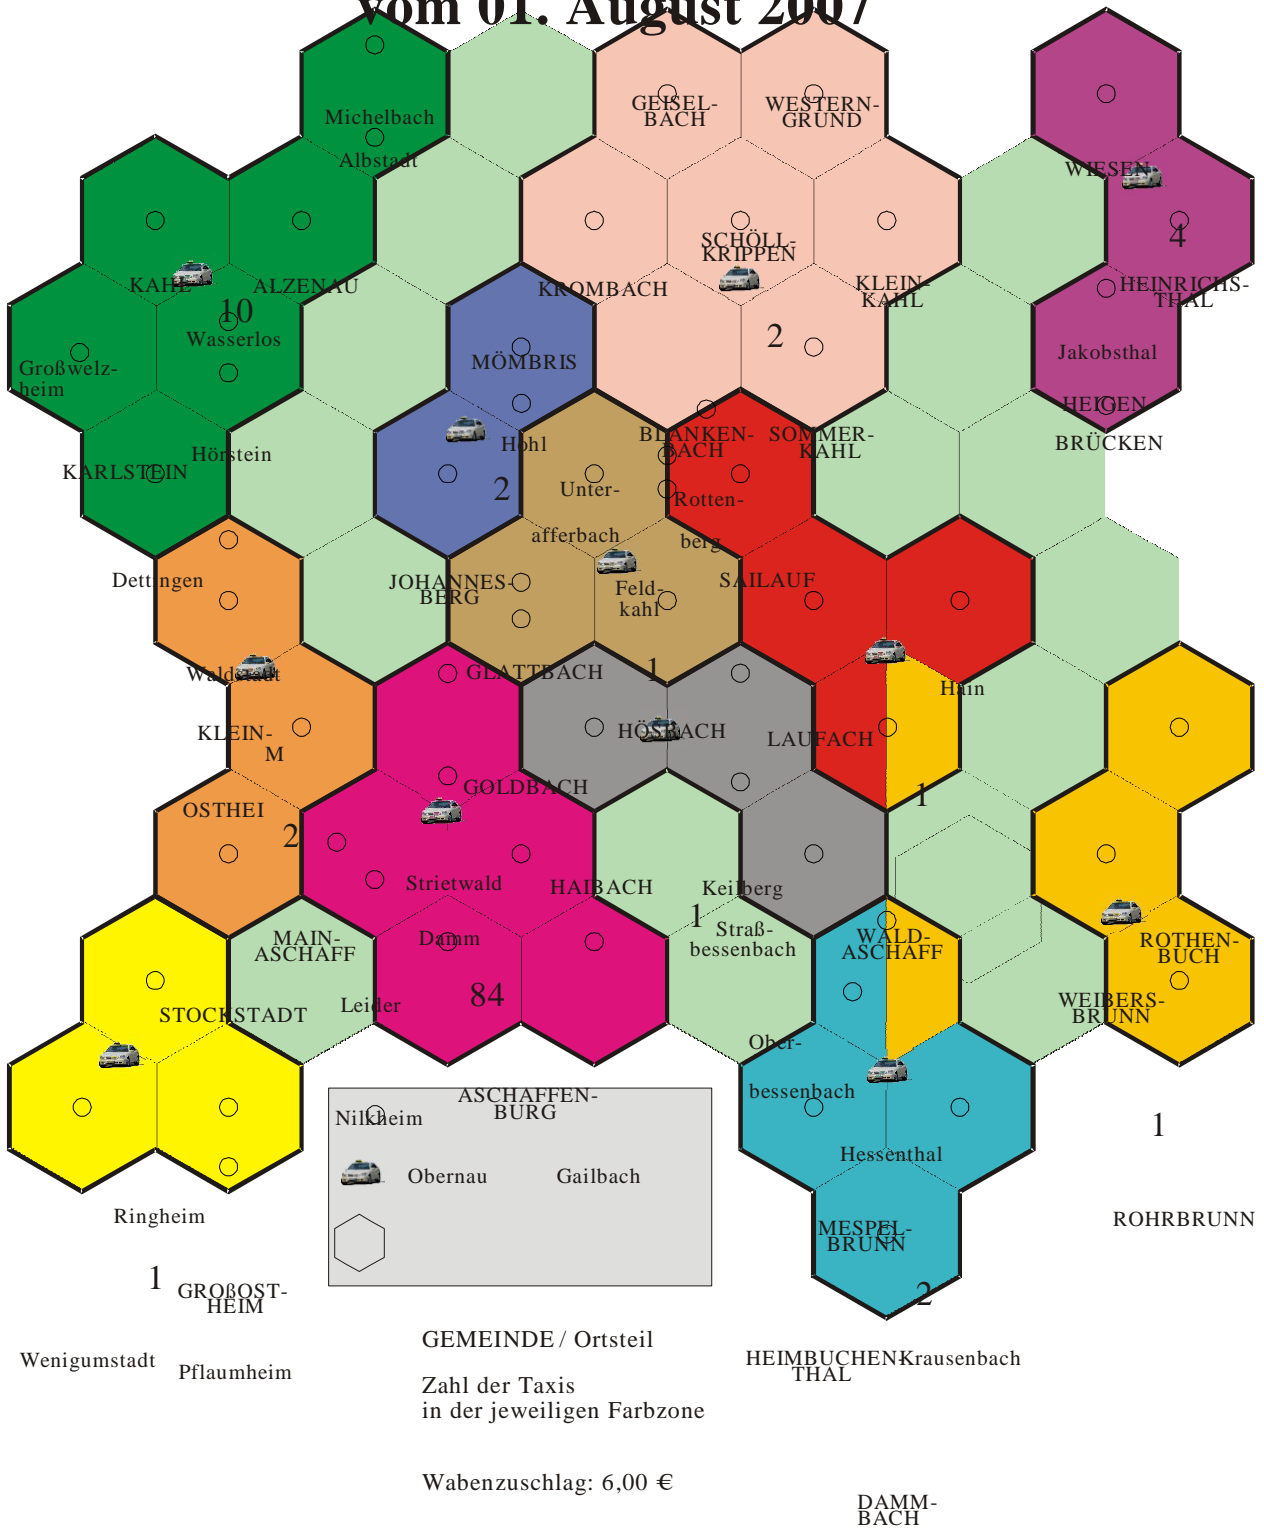 vom 01. August 2007
GEISEL-
BACH
WESTERN-
GRUND
Michelbach
Albstadt
WIESEN
4
SCHÖLL-
KRIPPEN
KAHL
ALZENAU
KROMBACH
KLEIN-
KAHL
HEINRICHS-
THAL
10
Wasserlos
2
Großwelz-
heim
MÖMBRIS
Jakobsthal
HEIGEN
BRÜCKEN
Hörstein
Höhl
BLANKEN-
BACH
SOMMER-
KAHL
KARLSTEIN
2
Unter-
afferbach
Rotten-
berg
Dettingen
JOHANNES-
BERG
Feld-
kahl
SAILAUF
Waldstadt
GLATTBACH
1
Hain
KLEIN-
M
HÖSBACH
LAUFACH
OSTHEI
GOLDBACH
1
2
Strietwald
HAIBACH
Keilberg
1
Straß-
bessenbach
MAIN-
ASCHAFF
Damm
WALD-
ASCHAFF
ROTHEN-
BUCH
STOCKSTADT
Leider
84
WEIBERS-
BRUNN
Ober-
bessenbach
ASCHAFFEN-
BURG
Nilkheim
1
Hessenthal
Obernau
Gailbach
Ringheim
MESPEL-
BRUNN
ROHRBRUNN
1
GROßOST-
HEIM
2
Wenigumstadt
Pflaumheim
GEMEINDE / Ortsteil
HEIMBUCHEN-
THAL
Krausenbach
Zahl der Taxis
in der jeweiligen Farbzone
Wabenzuschlag: 6,00 €
DAMM-
BACH